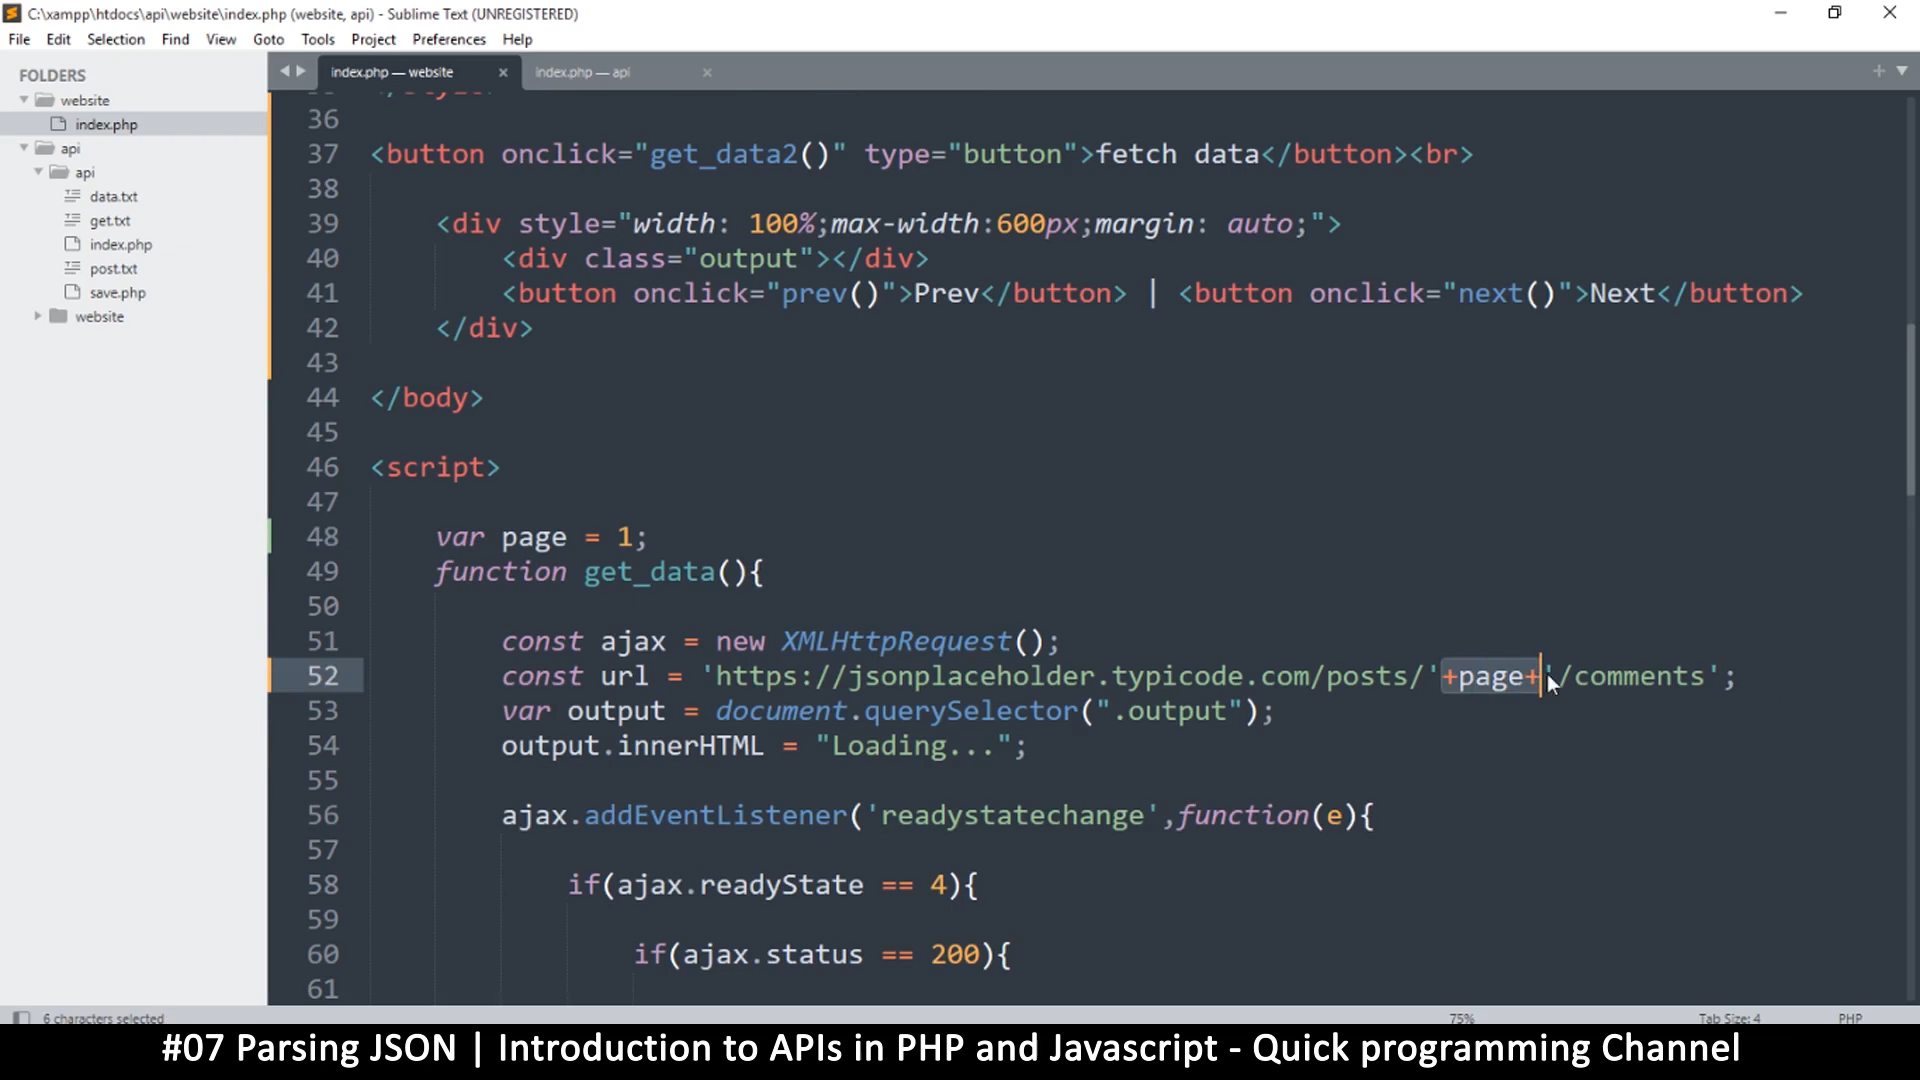 C:\xampp\htdocs\api\website\index.php (website, api) - Sublime Text (UNREGISTERED)
File Edit Selection Find View Goto Tools Project Preferences Help
FOLDERS
website
index.php
api
api
data.txt
get.txt
index.php
post.txt
save.php
website
index.php — website
index.php — api
36
37 <button onclick="get_data2()" type="button">fetch data</button><br>
38
39 <div style="width: 100%;max-width:600px;margin: auto;">
40 <div class="output"></div>
41 <button onclick="prev()">Prev</button> | <button onclick="next()">Next</button>
42 </div>
43
44 </body>
45
46 <script>
47
48 var page = 1;
49 function get_data(){
50
51 const ajax = new XMLHttpRequest();
52 const url = 'https://jsonplaceholder.typicode.com/posts/'+page+'/comments';
53 var output = document.querySelector(".output");
54 output.innerHTML = "Loading...";
55
56 ajax.addEventListener('readystatechange',function(e){
57
58 if(ajax.readyState == 4){
59
60 if(ajax.status == 200){
61
6 characters selected
75%
Tab Size: 4
PHP
#07 Parsing JSON | Introduction to APIs in PHP and Javascript - Quick programming Channel